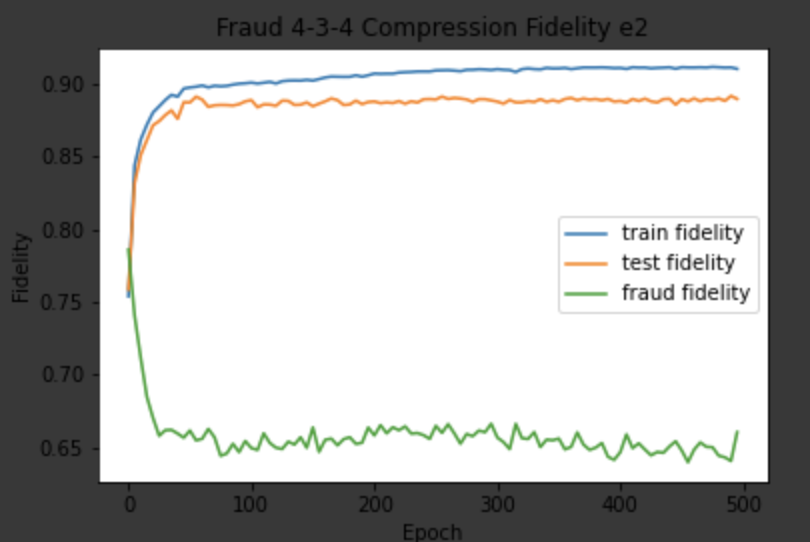 Fraud 4-3-4 Compression Fidelity e2
0.90
0.85
0.80
0.75
0.70
0.65
Fidelity
train fidelity
test fidelity
fraud fidelity
0 100 200 300 400 500
Epoch